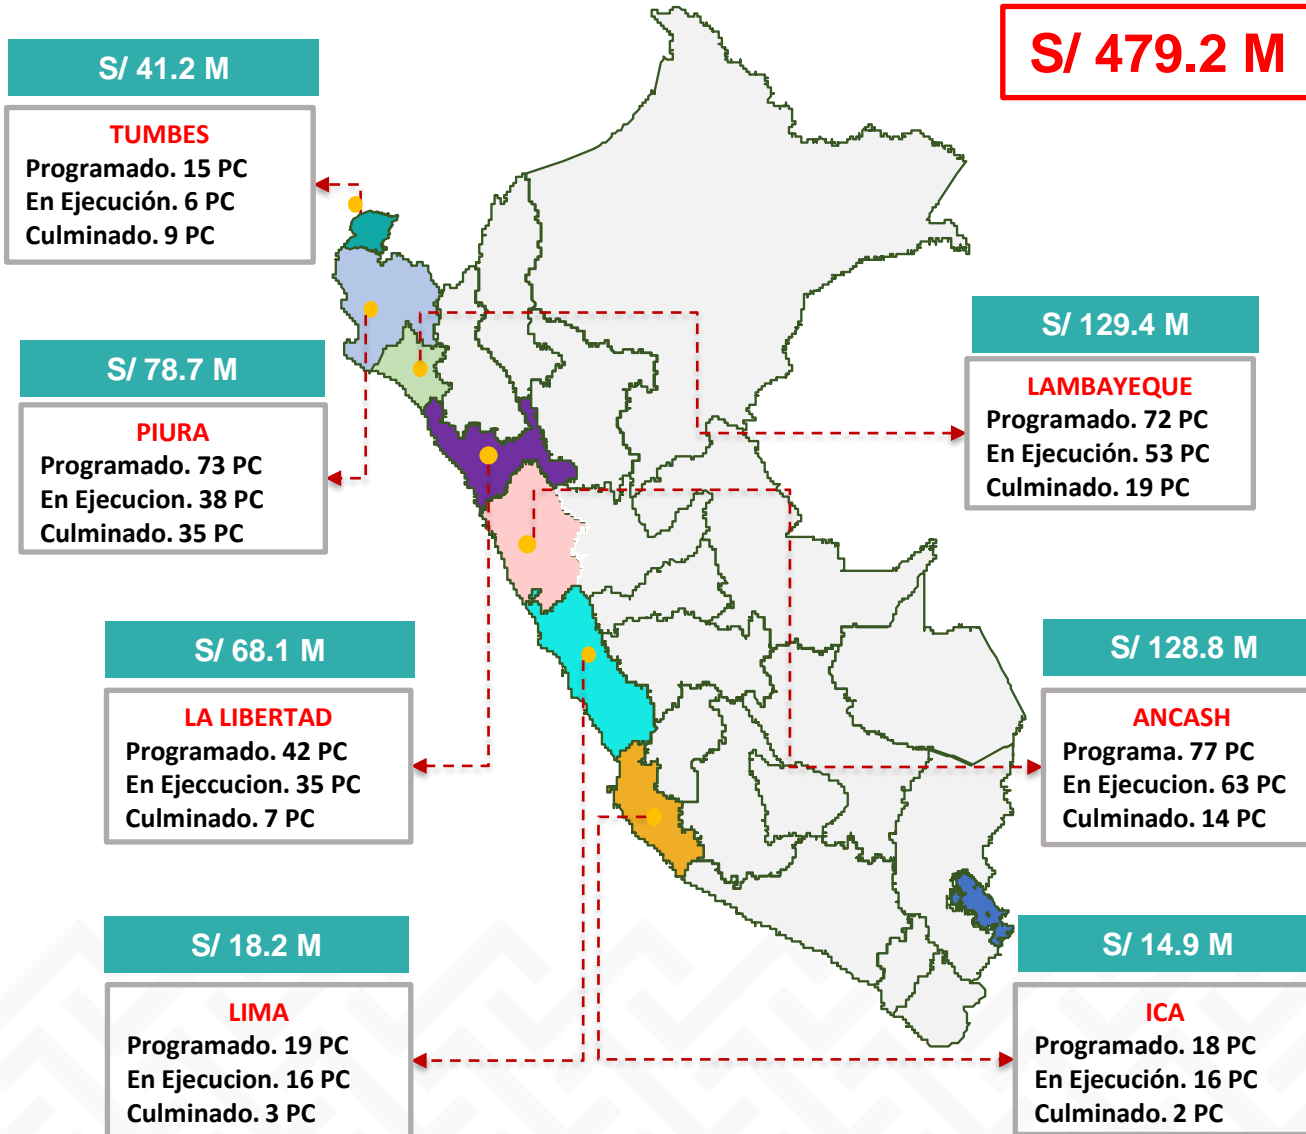 S/ 479.2 M
S/ 41.2 M
TUMBES
Programado. 15 PC
En Ejecución. 6 PC
Culminado. 9 PC
S/ 78.7 M
PIURA
Programado. 73 PC
En Ejecucion. 38 PC
Culminado. 35 PC
S/ 129.4 M
LAMBAYEQUE
Programado. 72 PC
En Ejecución. 53 PC
Culminado. 19 PC
S/ 68.1 M
LA LIBERTAD
Programado. 42 PC
En Ejeccucion. 35 PC
Culminado. 7 PC
S/ 128.8 M
ANCASH
Programa. 77 PC
En Ejecucion. 63 PC
Culminado. 14 PC
S/ 18.2 M
LIMA
Programado. 19 PC
En Ejecucion. 16 PC
Culminado. 3 PC
S/ 14.9 M
ICA
Programado. 18 PC
En Ejecución. 16 PC
Culminado. 2 PC